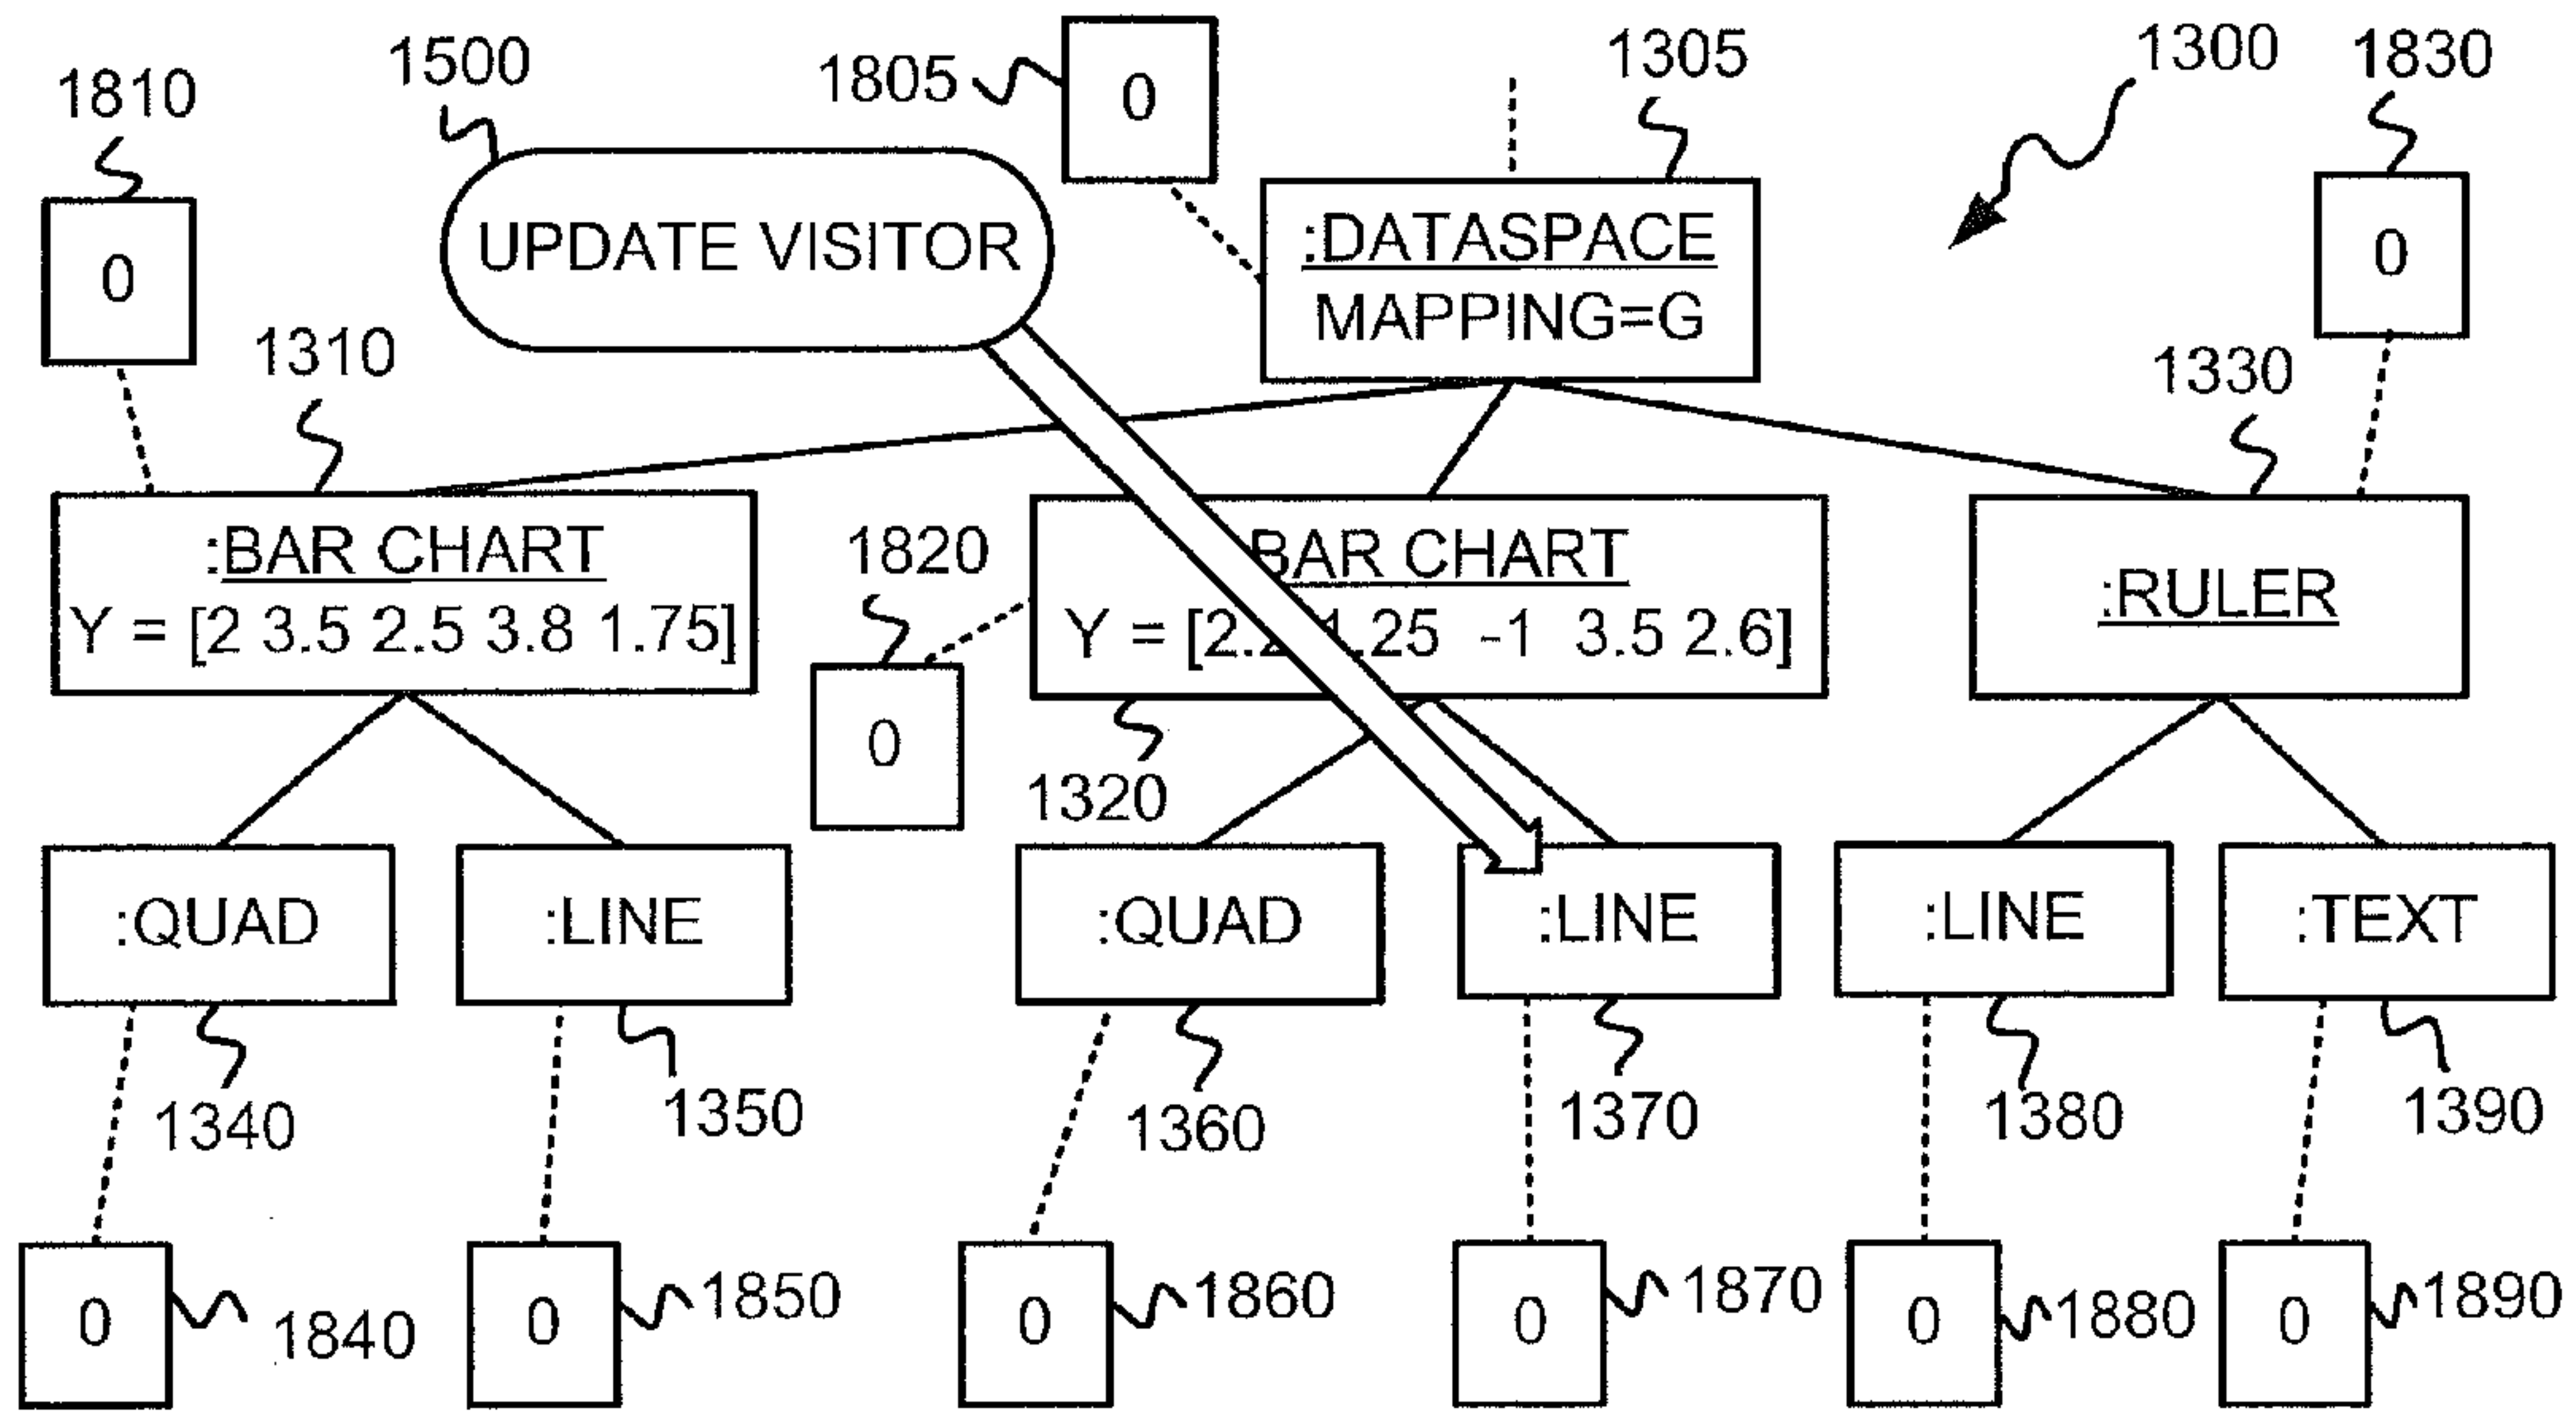 1500
1805
0
1305
1300
1830
1810
0
UPDATE VISITOR
:DATASPACE
MAPPING=G
0
1310
1330
:BAR CHART
Y = [2 3.5 2.5 3.8 1.75]
1820
0
BAR CHART
Y = [2. .25 -1 3.5 2.6]
:RULER
1320
:QUAD
:LINE
:QUAD
:LINE
:LINE
:TEXT
1340
1350
1360
1370
1380
1390
0
1840
0
1850
0
1860
0
1870
0
1880
0
1890